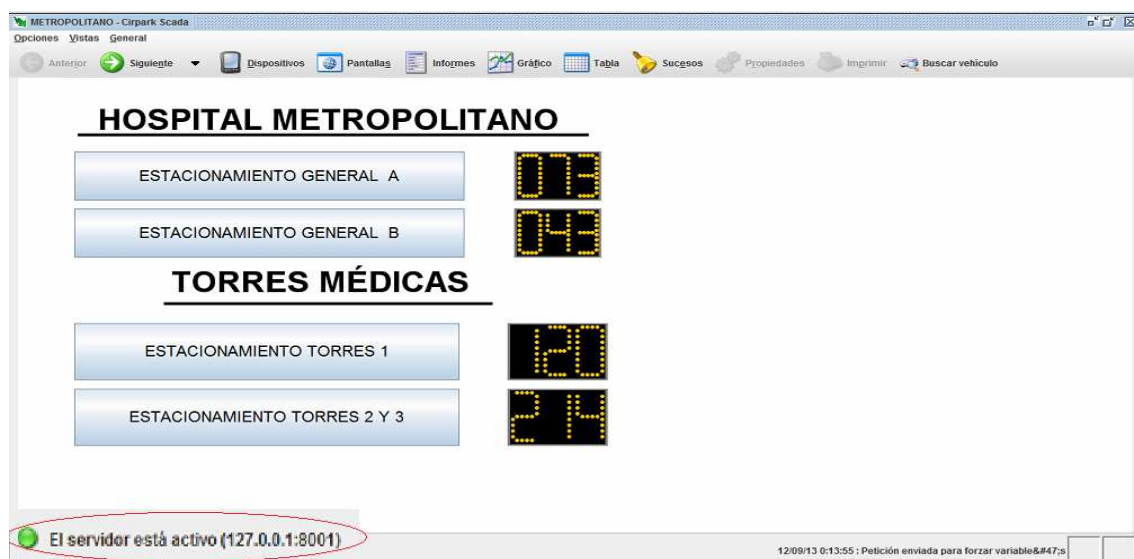 METROPOLITANO - Cirpark Scada
Opciones Vistas General
Anterior Siguiente Dispositivos Pantallas Informes Gráfico Tabla Sucesos Propiedades Imprimir Buscar vehículo
HOSPITAL METROPOLITANO
ESTACIONAMIENTO GENERAL A 073
ESTACIONAMIENTO GENERAL B 043
TORRES MÉDICAS
ESTACIONAMIENTO TORRES 1 120
ESTACIONAMIENTO TORRES 2 Y 3 214
El servidor está activo (127.0.0.1:8001)
12/09/13 0:13:55 : Petición enviada para forzar variable&#47;s